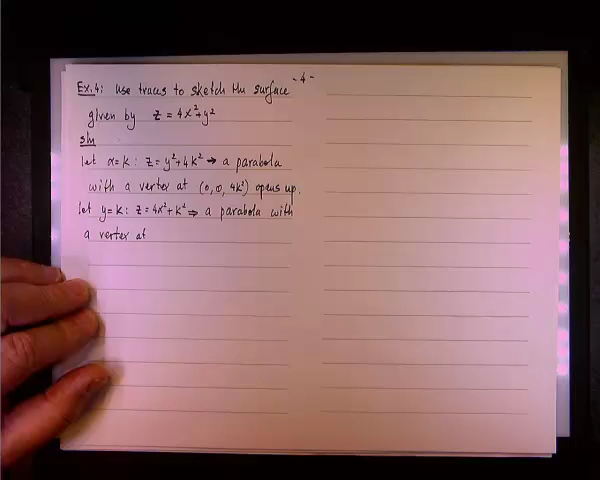 -4-
Ex.4: Use traces to sketch the surface
given by z = 4x²+y²
sln
let x=k: z = y²+4k² → a parabola
with a vertex at (0, 0, 4k²) opens up.
let y=k: z = 4x²+k² ⇒ a parabola with
a vertex at